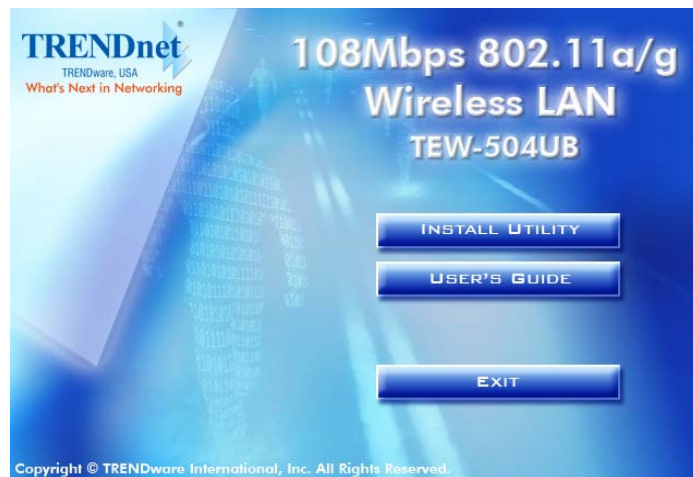 TRENDnet®
TRENDware, USA
What's Next in Networking
108Mbps 802.11a/g
Wireless LAN
TEW-504UB
INSTALL UTILITY
USER'S GUIDE
EXIT
Copyright © TRENDware International, Inc. All Rights Reserved.